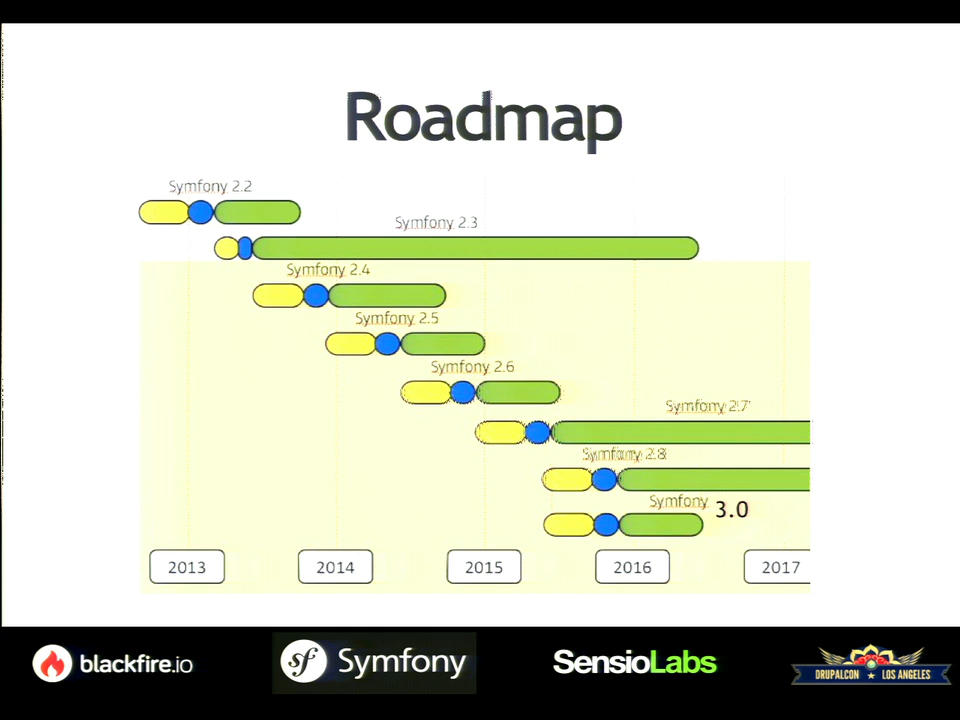 Roadmap
Symfony 2.2
Symfony 2.3
Symfony 2.4
Symfony 2.5
Symfony 2.6
Symfony 2.7
Symfony 2.8
Symfony 3.0
2013 2014 2015 2016 2017
blackfire.io sf Symfony SensioLabs DRUPALCON LOS ANGELES